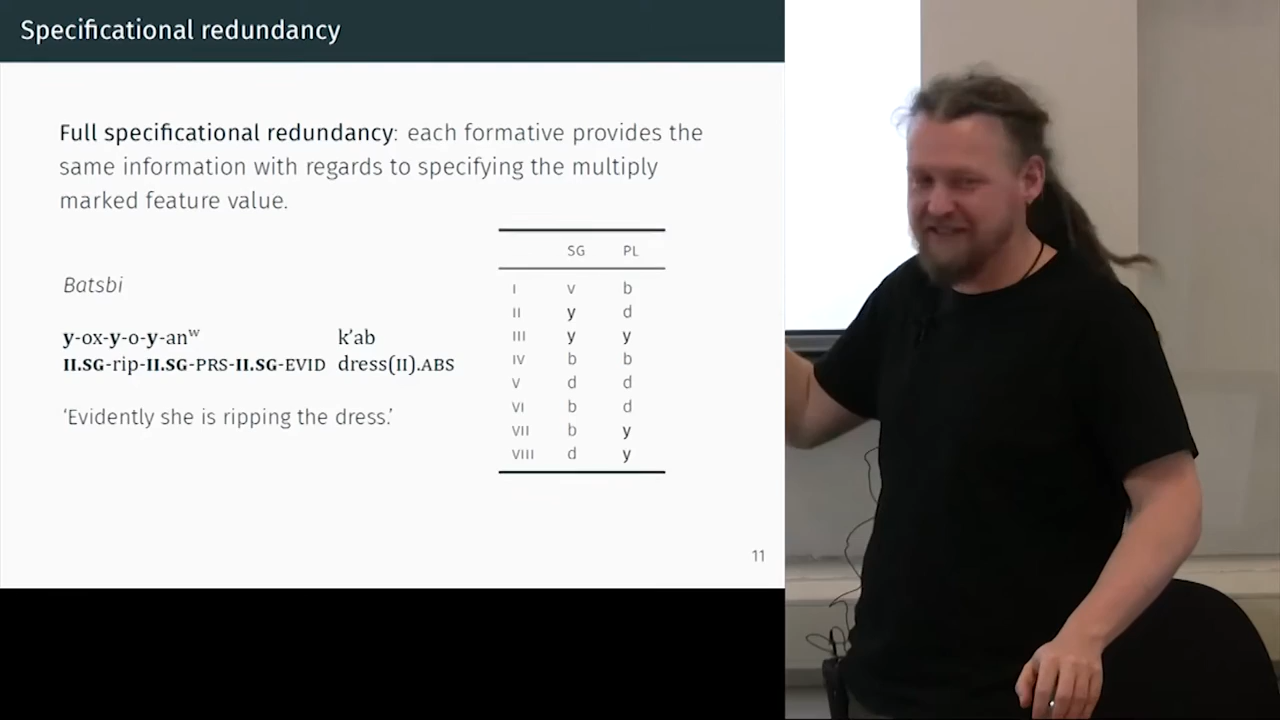 Specificational redundancy
Full specificational redundancy: each formative provides the
same information with regards to specifying the multiply
marked feature value.
SG PL
I v b
II y d
III y y
IV b b
V d d
VI b d
VII b y
VIII d y
Batsbi
y-ox-y-o-y-anʷ k’ab
II.SG-rip-II.SG-PRS-II.SG-EVID dress(II).ABS
‘Evidently she is ripping the dress.’
11